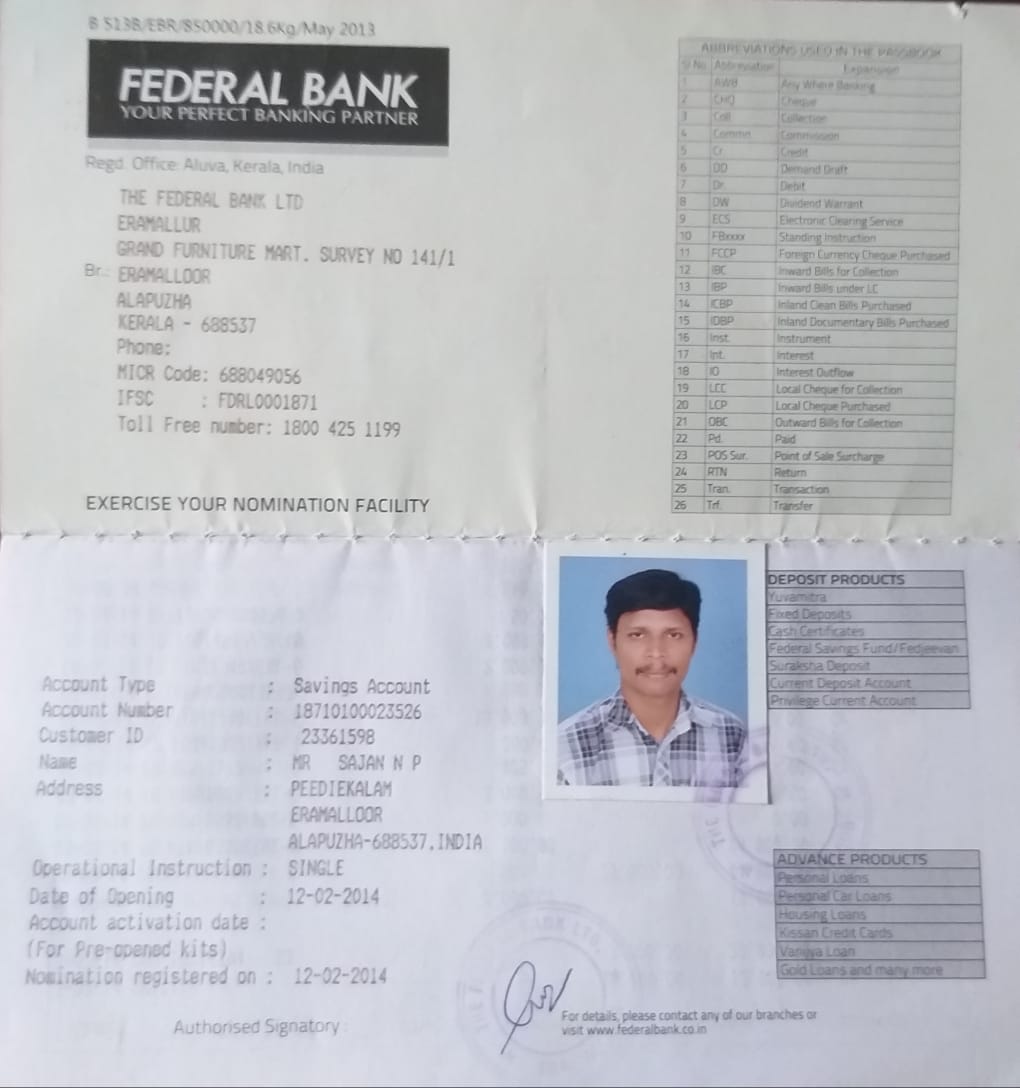 B 513B/EBR/850000/18.6Kg/May 2013
FEDERAL BANK
YOUR PERFECT BANKING PARTNER
Regd. Office: Aluva, Kerala, India
THE FEDERAL BANK LTD
ERAMALLUR
GRAND FURNITURE MART. SURVEY NO 141/1
Br.: ERAMALLOOR
ALAPUZHA
KERALA - 688537
Phone:
MICR Code: 688049056
IFSC : FDRL0001871
Toll Free number: 1800 425 1199
EXERCISE YOUR NOMINATION FACILITY
ABBREVIATIONS USED IN THE PASSBOOK
Sl No Abbreviation Expansion
1 AWB Any Where Banking
2 CHQ Cheque
3 Coll Collection
4 Commn. Commission
5 Cr. Credit
6 DD Demand Draft
7 Dr. Debit
8 DW Dividend Warrant
9 ECS Electronic Clearing Service
10 FBxxxx Standing Instruction
11 FCCP Foreign Currency Cheque Purchased
12 IBC Inward Bills for Collection
13 IBP Inward Bills under LC
14 ICBP Inland Clean Bills Purchased
15 IDBP Inland Documentary Bills Purchased
16 Inst. Instrument
17 Int. Interest
18 IO Interest Outflow
19 LCC Local Cheque for Collection
20 LCP Local Cheque Purchased
21 OBC Outward Bills for Collection
22 Pd. Paid
23 POS Sur. Point of Sale Surcharge
24 RTN Return
25 Tran. Transaction
26 Trf. Transfer
Account Type : Savings Account
Account Number : 18710100023526
Customer ID : 23361598
Name : MR SAJAN N P
Address : PEEDIEKALAM
ERAMALLOOR
ALAPUZHA-688537,INDIA
Operational Instruction : SINGLE
Date of Opening : 12-02-2014
Account activation date :
(For Pre-opened kits)
Nomination registered on : 12-02-2014
Authorised Signatory :
DEPOSIT PRODUCTS
Yuvamitra
Fixed Deposits
Cash Certificates
Federal Savings Fund/Fedjeevan
Suraksha Deposit
Current Deposit Account
Privilege Current Account
ADVANCE PRODUCTS
Personal Loans
Personal Car Loans
Housing Loans
Kissan Credit Cards
Vanijya Loan
Gold Loans and many more
For details, please contact any of our branches or
visit www.federalbank.co.in